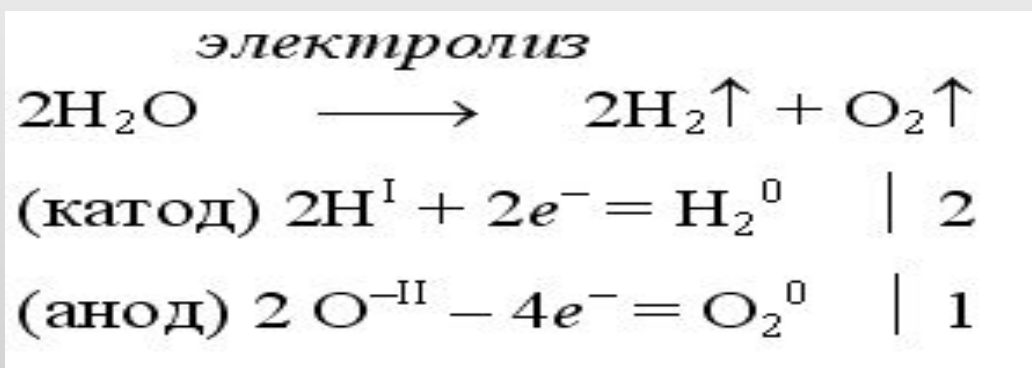 электролиз
2H₂O ⟶ 2H₂↑ + O₂↑
(катод) 2Hᴵ + 2e⁻ = H₂⁰ | 2
(анод) 2 O⁻ᴵᴵ – 4e⁻ = O₂⁰ | 1